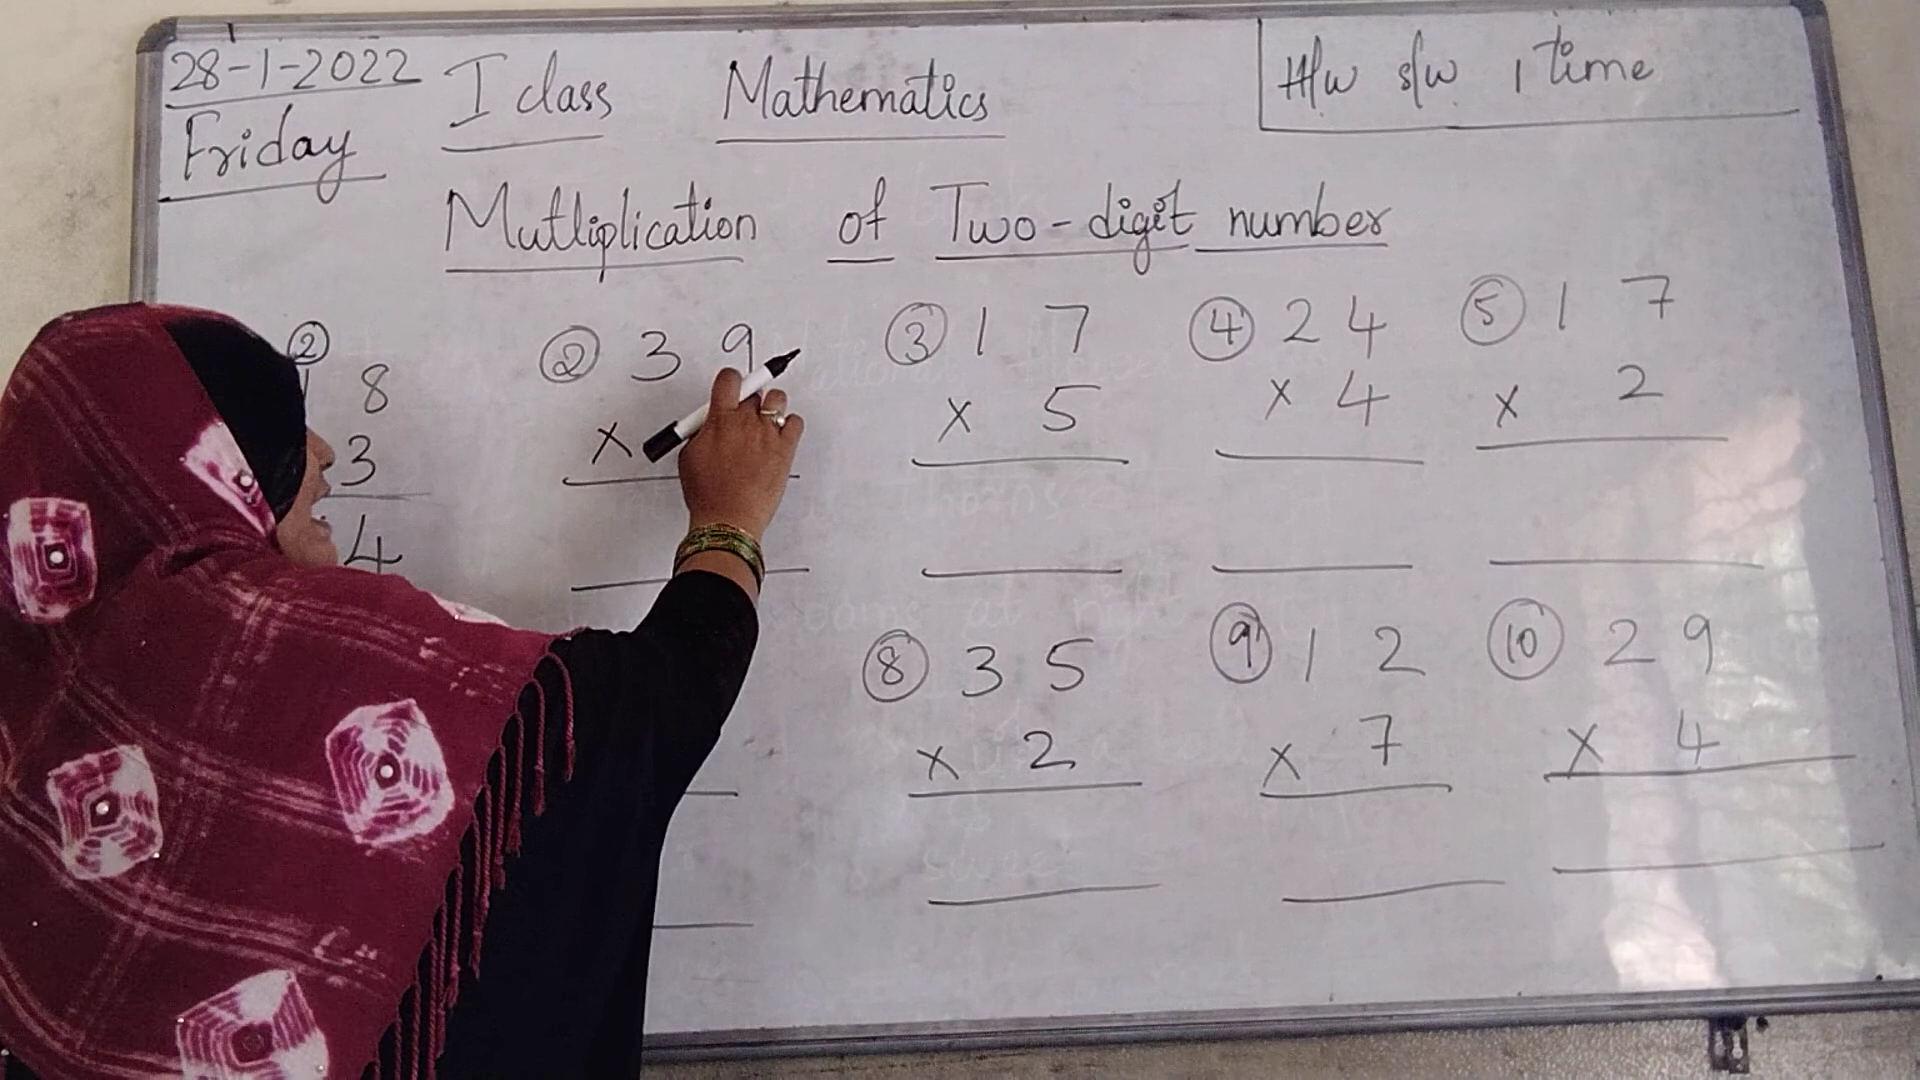 28-1-2022
Friday
I class Mathematics
H/w s/w 1 time
Mutliplication of Two-digit number
②
1 8
3
4
② 3 9
×
③ 1 7
× 5
④ 2 4
× 4
⑤ 1 7
× 2
⑧ 3 5
× 2
⑨ 1 2
× 7
⑩ 2 9
× 4